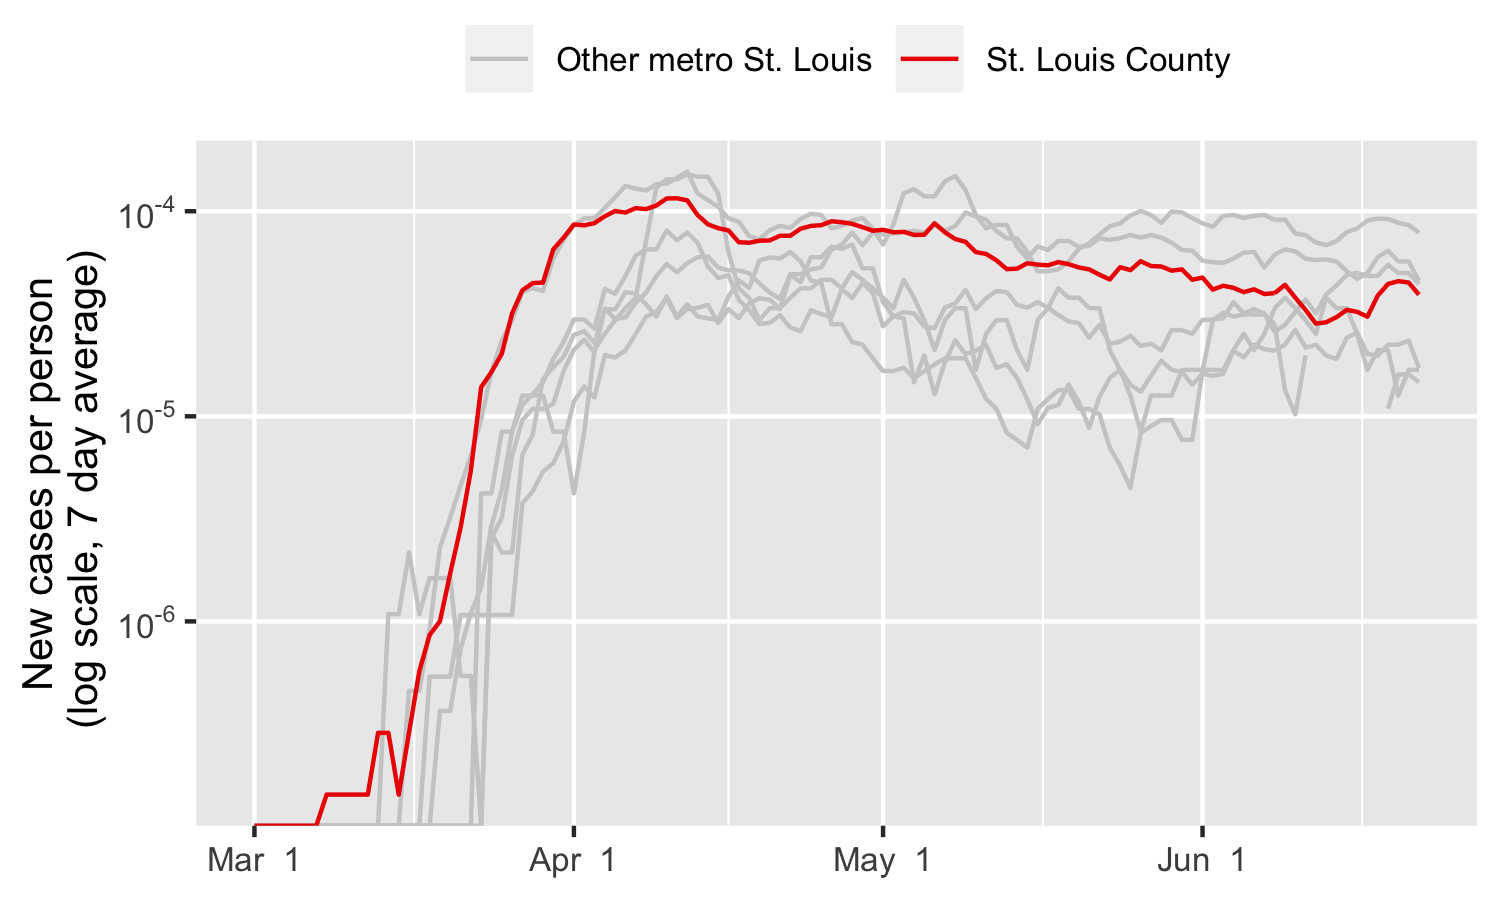 Other metro St. Louis St. Louis County
New cases per person
(log scale, 7 day average)
10-4
10-5
10-6
Mar 1 Apr 1 May 1 Jun 1